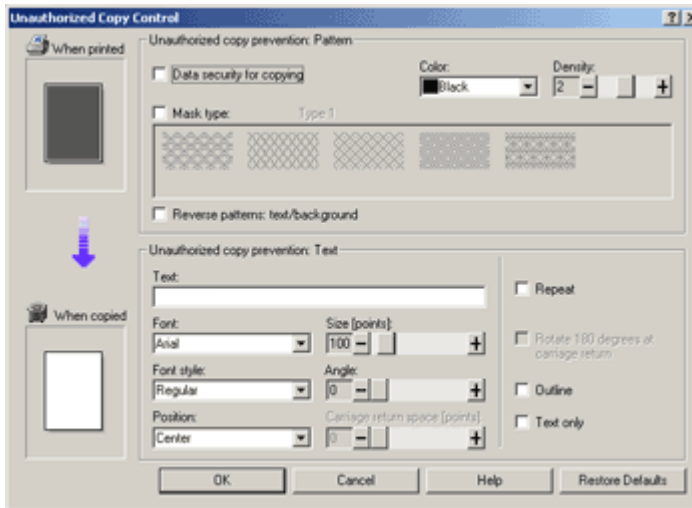 Unauthorized Copy Control
When printed
Unauthorized copy prevention: Pattern
Data security for copying
Color:
Black
Density:
2
Mask type:
Type 1
Reverse patterns: text/background
When copied
Unauthorized copy prevention: Text
Text:
Font:
Arial
Size [points]:
100
Font style:
Regular
Angle:
0
Position:
Center
Carriage return space [points]
0
Repeat
Rotate 180 degrees at
carriage return
Outline
Text only
OK
Cancel
Help
Restore Defaults